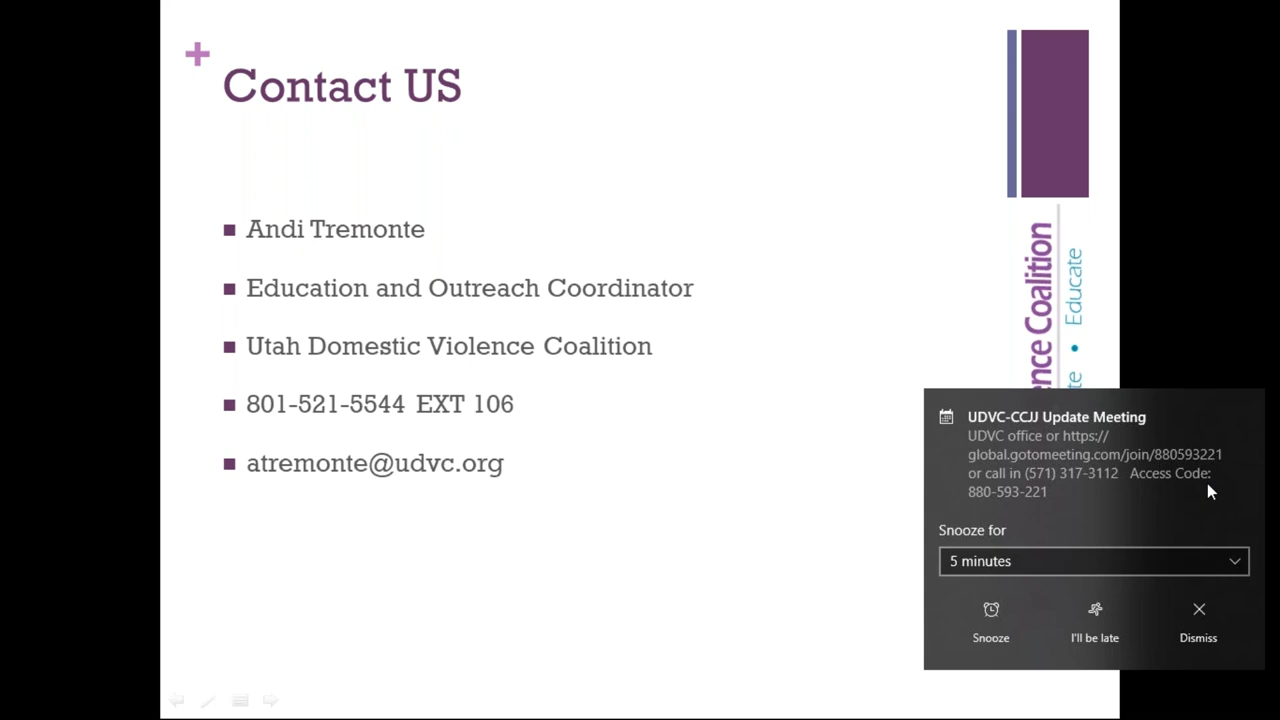 +
Contact US
Andi Tremonte
Education and Outreach Coordinator
Utah Domestic Violence Coalition
801-521-5544 EXT 106
atremonte@udvc.org
Coalition
• Educate
UDVC-CCJJ Update Meeting
UDVC office or https://
global.gotomeeting.com/join/880593221
or call in (571) 317-3112 Access Code:
880-593-221
Snooze for
5 minutes
Snooze
I'll be late
Dismiss